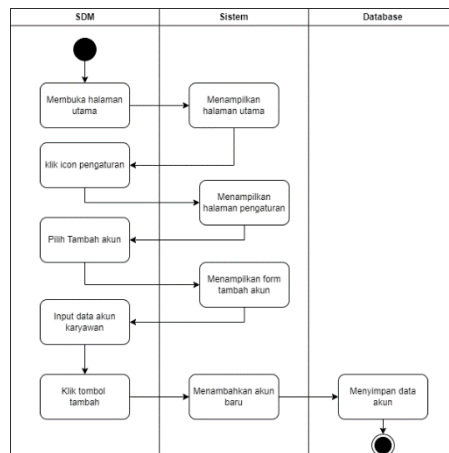 SDM
Sistem
Database
Membuka halaman
utama
Menampilkan
halaman utama
klik icon pengaturan
Menampilkan
halaman pengaturan
Pilih Tambah akun
Menampilkan form
tambah akun
Input data akun
karyawan
Klik tombol
tambah
Menambahkan akun
baru
Menyimpan data
akun